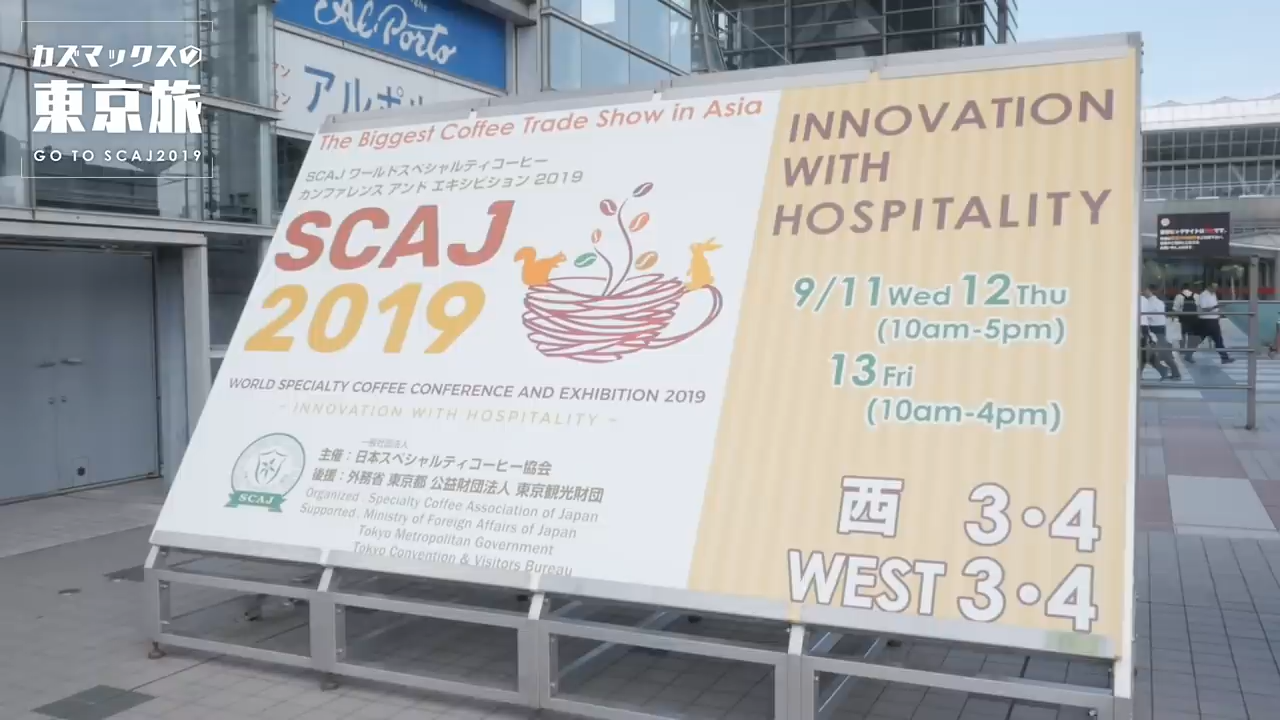 カズマックスの
東京旅
GO TO SCAJ2019
Al Porto
アルポル
The Biggest Coffee Trade Show in Asia
SCAJ ワールドスペシャルティコーヒー
カンファレンス アンド エキシビション 2019
SCAJ
2019
WORLD SPECIALTY COFFEE CONFERENCE AND EXHIBITION 2019
~ INNOVATION WITH HOSPITALITY ~
SCAJ
一般社団法人
主催:日本スペシャルティコーヒー協会
後援:外務省 東京都 公益財団法人 東京観光財団
Organized : Specialty Coffee Association of Japan
Supported : Ministry of Foreign Affairs of Japan
Tokyo Metropolitan Government
Tokyo Convention & Visitors Bureau
INNOVATION
WITH
HOSPITALITY
9/11 Wed 12 Thu
(10am-5pm)
13 Fri
(10am-4pm)
西 3・4
WEST 3・4